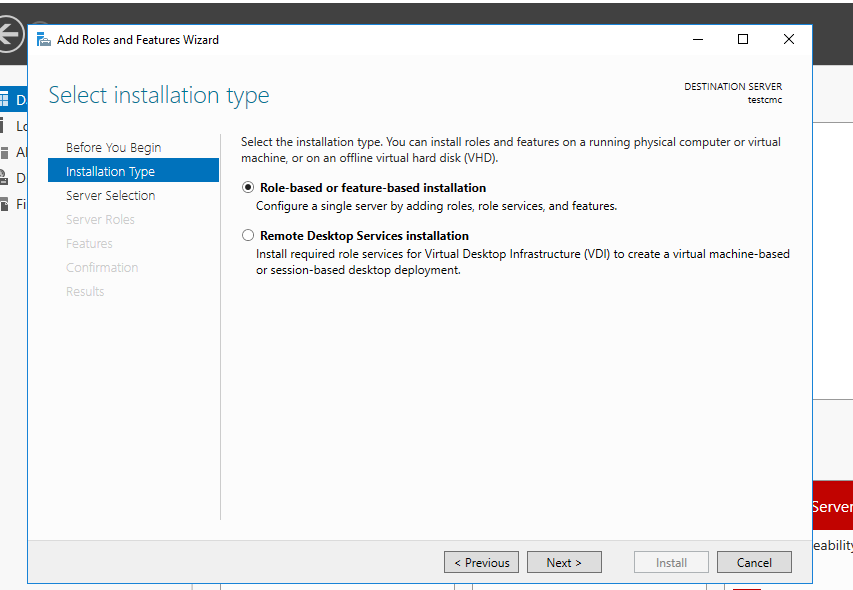 Add Roles and Features Wizard
Select installation type
DESTINATION SERVER
testcmc
Before You Begin
Installation Type
Server Selection
Server Roles
Features
Confirmation
Results
Select the installation type. You can install roles and features on a running physical computer or virtual
machine, or on an offline virtual hard disk (VHD).
Role-based or feature-based installation
Configure a single server by adding roles, role services, and features.
Remote Desktop Services installation
Install required role services for Virtual Desktop Infrastructure (VDI) to create a virtual machine-based
or session-based desktop deployment.
< Previous
Next >
Install
Cancel
D
Lo
Al
D
Fi
Server
eability